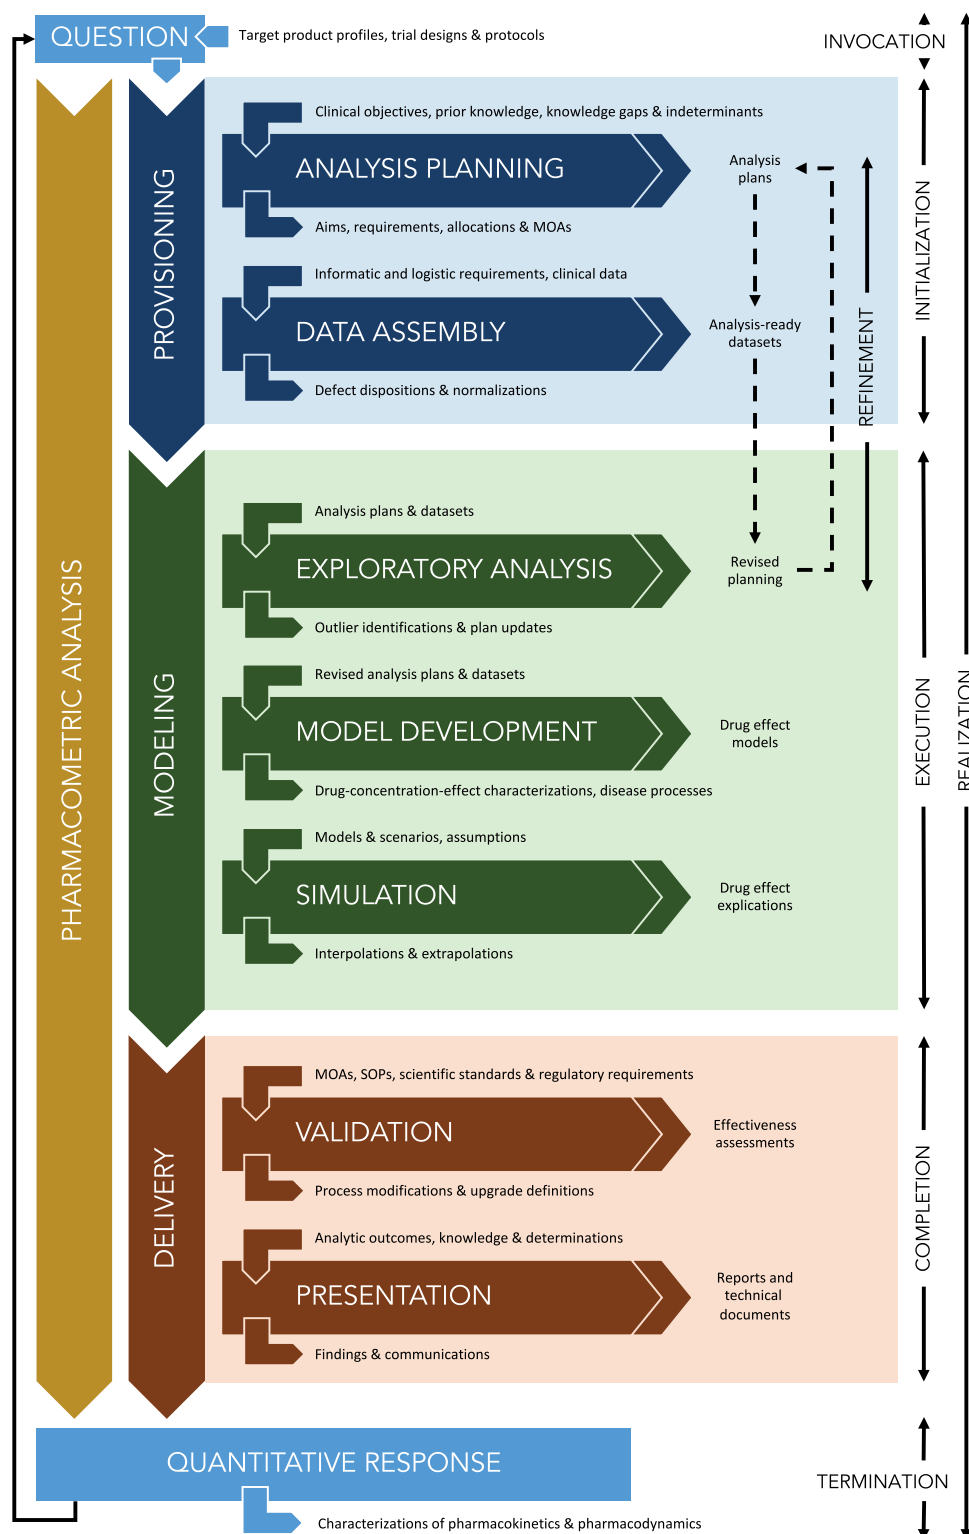 QUESTION
Target product profiles, trial designs & protocols
INVOCATION
PHARMACOMETRIC ANALYSIS
PROVISIONING
Clinical objectives, prior knowledge, knowledge gaps & indeterminants
ANALYSIS PLANNING
Analysis
plans
Aims, requirements, allocations & MOAs
Informatic and logistic requirements, clinical data
DATA ASSEMBLY
Analysis-ready
datasets
Defect dispositions & normalizations
REFINEMENT
INITIALIZATION
MODELING
Analysis plans & datasets
EXPLORATORY ANALYSIS
Revised
planning
Outlier identifications & plan updates
Revised analysis plans & datasets
MODEL DEVELOPMENT
Drug effect
models
Drug-concentration-effect characterizations, disease processes
Models & scenarios, assumptions
SIMULATION
Drug effect
explications
Interpolations & extrapolations
EXECUTION
REALIZATION
DELIVERY
MOAs, SOPs, scientific standards & regulatory requirements
VALIDATION
Effectiveness
assessments
Process modifications & upgrade definitions
Analytic outcomes, knowledge & determinations
PRESENTATION
Reports and
technical
documents
Findings & communications
COMPLETION
QUANTITATIVE RESPONSE
TERMINATION
Characterizations of pharmacokinetics & pharmacodynamics